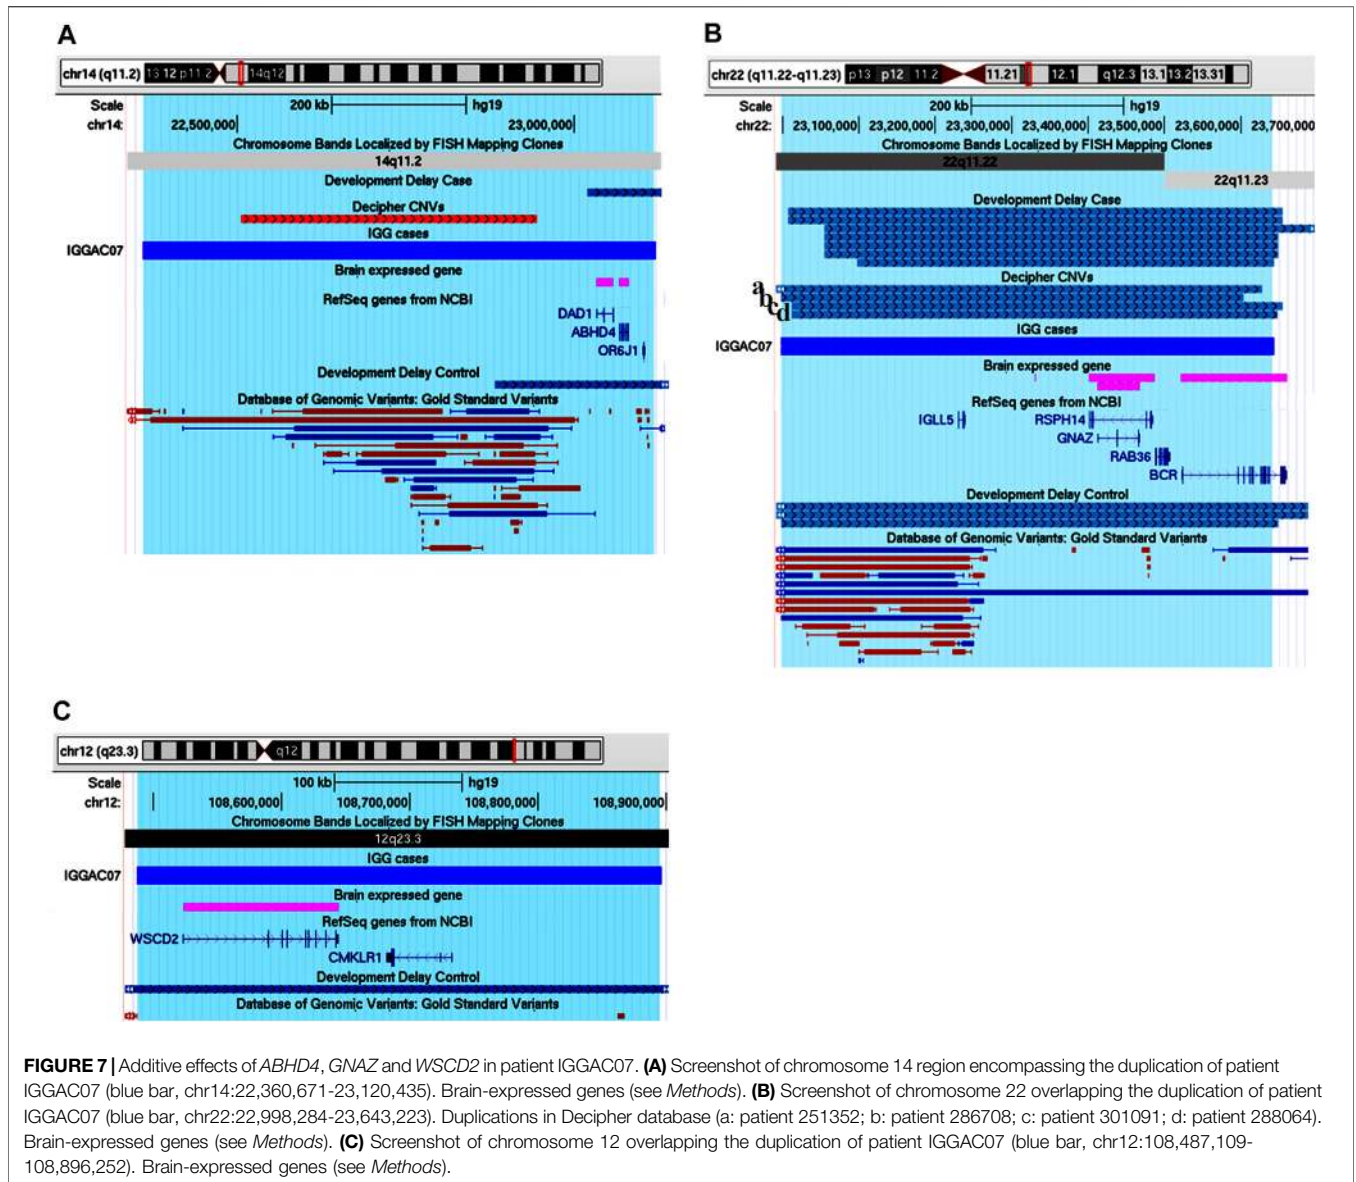 A
chr14 (q11.2) 13 12 p11.2 14q12
Scale 200 kb hg19
chr14: 22,500,000 23,000,000
Chromosome Bands Localized by FISH Mapping Clones
14q11.2
Development Delay Case
Decipher CNVs
IGG cases
IGGAC07
Brain expressed gene
RefSeq genes from NCBI
DAD1
ABHD4
OR6J1
Development Delay Control
Database of Genomic Variants: Gold Standard Variants
B
chr22 (q11.22-q11.23) p13 p12 11.2 11.21 12.1 q12.3 13.1 13.2 13.31
Scale 200 kb hg19
chr22: 23,100,000 23,200,000 23,300,000 23,400,000 23,500,000 23,600,000 23,700,000
Chromosome Bands Localized by FISH Mapping Clones
22q11.22
22q11.23
Development Delay Case
Decipher CNVs
a
b
c
d
IGG cases
IGGAC07
Brain expressed gene
RefSeq genes from NCBI
IGLL5 RSPH14
GNAZ
RAB36
BCR
Development Delay Control
Database of Genomic Variants: Gold Standard Variants
C
chr12 (q23.3) q12
Scale 100 kb hg19
chr12: 108,600,000 108,700,000 108,800,000 108,900,000
Chromosome Bands Localized by FISH Mapping Clones
12q23.3
IGG cases
IGGAC07
Brain expressed gene
RefSeq genes from NCBI
WSCD2
CMKLR1
Development Delay Control
Database of Genomic Variants: Gold Standard Variants
FIGURE 7 | Additive effects of ABHD4, GNAZ and WSCD2 in patient IGGAC07. (A) Screenshot of chromosome 14 region encompassing the duplication of patient
IGGAC07 (blue bar, chr14:22,360,671-23,120,435). Brain-expressed genes (see Methods). (B) Screenshot of chromosome 22 overlapping the duplication of patient
IGGAC07 (blue bar, chr22:22,998,284-23,643,223). Duplications in Decipher database (a: patient 251352; b: patient 286708; c: patient 301091; d: patient 288064).
Brain-expressed genes (see Methods). (C) Screenshot of chromosome 12 overlapping the duplication of patient IGGAC07 (blue bar, chr12:108,487,109-
108,896,252). Brain-expressed genes (see Methods).